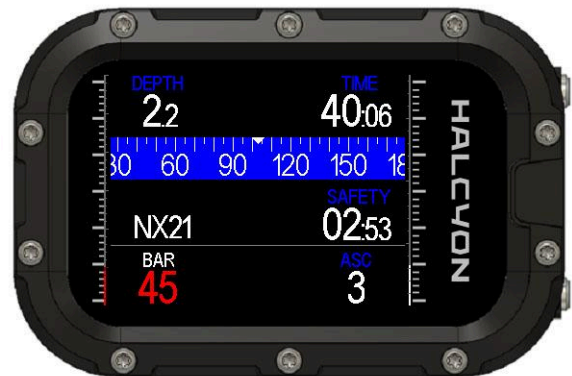 DEPTH TIME
2.2 40:06
30 60 90 120 150 18
SAFETY
NX21 02:53
BAR ASC
45 3
HALCYON